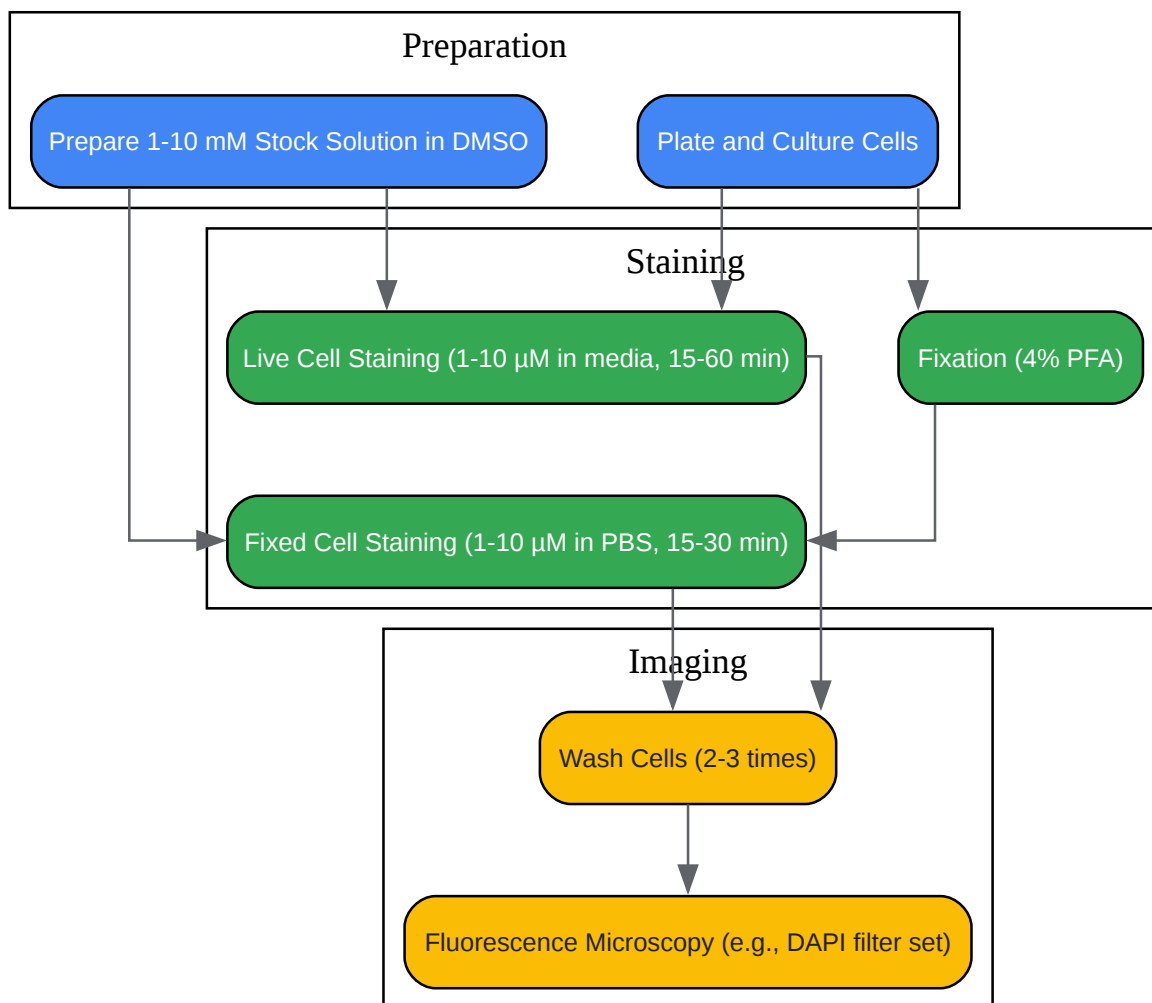 Preparation
Prepare 1-10 mM Stock Solution in DMSO
Plate and Culture Cells
Staining
Live Cell Staining (1-10 µM in media, 15-60 min)
Fixation (4% PFA)
Fixed Cell Staining (1-10 µM in PBS, 15-30 min)
Imaging
Wash Cells (2-3 times)
Fluorescence Microscopy (e.g., DAPI filter set)